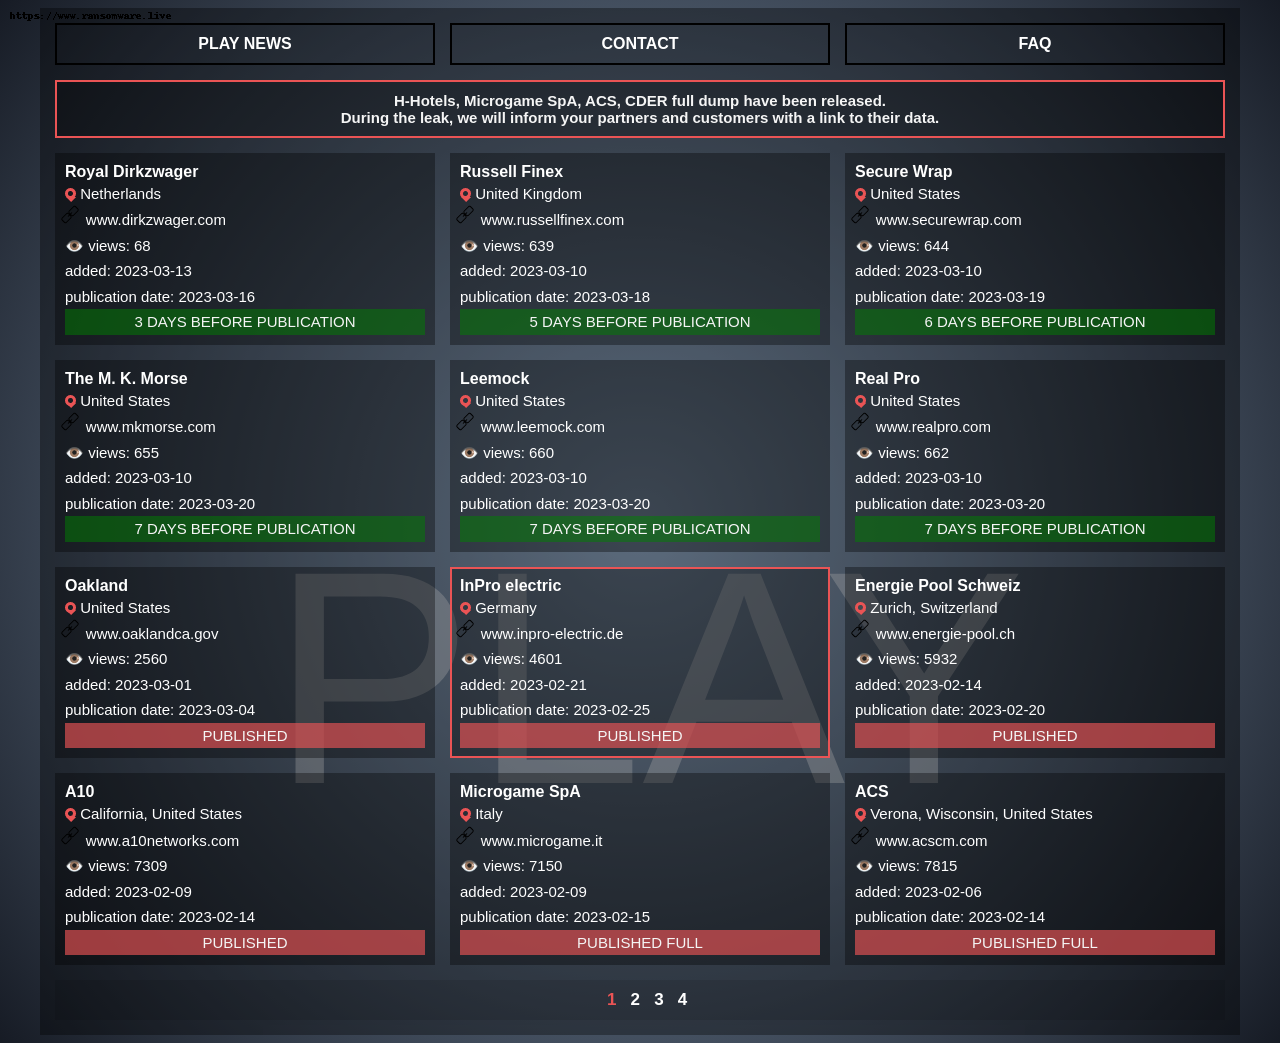 https://www.ransomware.live
PLAY NEWS
CONTACT
FAQ
H-Hotels, Microgame SpA, ACS, CDER full dump have been released.
During the leak, we will inform your partners and customers with a link to their data.
Royal Dirkzwager
Netherlands
www.dirkzwager.com
views: 68
added: 2023-03-13
publication date: 2023-03-16
3 DAYS BEFORE PUBLICATION
Russell Finex
United Kingdom
www.russellfinex.com
views: 639
added: 2023-03-10
publication date: 2023-03-18
5 DAYS BEFORE PUBLICATION
Secure Wrap
United States
www.securewrap.com
views: 644
added: 2023-03-10
publication date: 2023-03-19
6 DAYS BEFORE PUBLICATION
The M. K. Morse
United States
www.mkmorse.com
views: 655
added: 2023-03-10
publication date: 2023-03-20
7 DAYS BEFORE PUBLICATION
Leemock
United States
www.leemock.com
views: 660
added: 2023-03-10
publication date: 2023-03-20
7 DAYS BEFORE PUBLICATION
Real Pro
United States
www.realpro.com
views: 662
added: 2023-03-10
publication date: 2023-03-20
7 DAYS BEFORE PUBLICATION
Oakland
United States
www.oaklandca.gov
views: 2560
added: 2023-03-01
publication date: 2023-03-04
PUBLISHED
InPro electric
Germany
www.inpro-electric.de
views: 4601
added: 2023-02-21
publication date: 2023-02-25
PUBLISHED
Energie Pool Schweiz
Zurich, Switzerland
www.energie-pool.ch
views: 5932
added: 2023-02-14
publication date: 2023-02-20
PUBLISHED
PLAY
A10
California, United States
www.a10networks.com
views: 7309
added: 2023-02-09
publication date: 2023-02-14
PUBLISHED
Microgame SpA
Italy
www.microgame.it
views: 7150
added: 2023-02-09
publication date: 2023-02-15
PUBLISHED FULL
ACS
Verona, Wisconsin, United States
www.acscm.com
views: 7815
added: 2023-02-06
publication date: 2023-02-14
PUBLISHED FULL
1 2 3 4